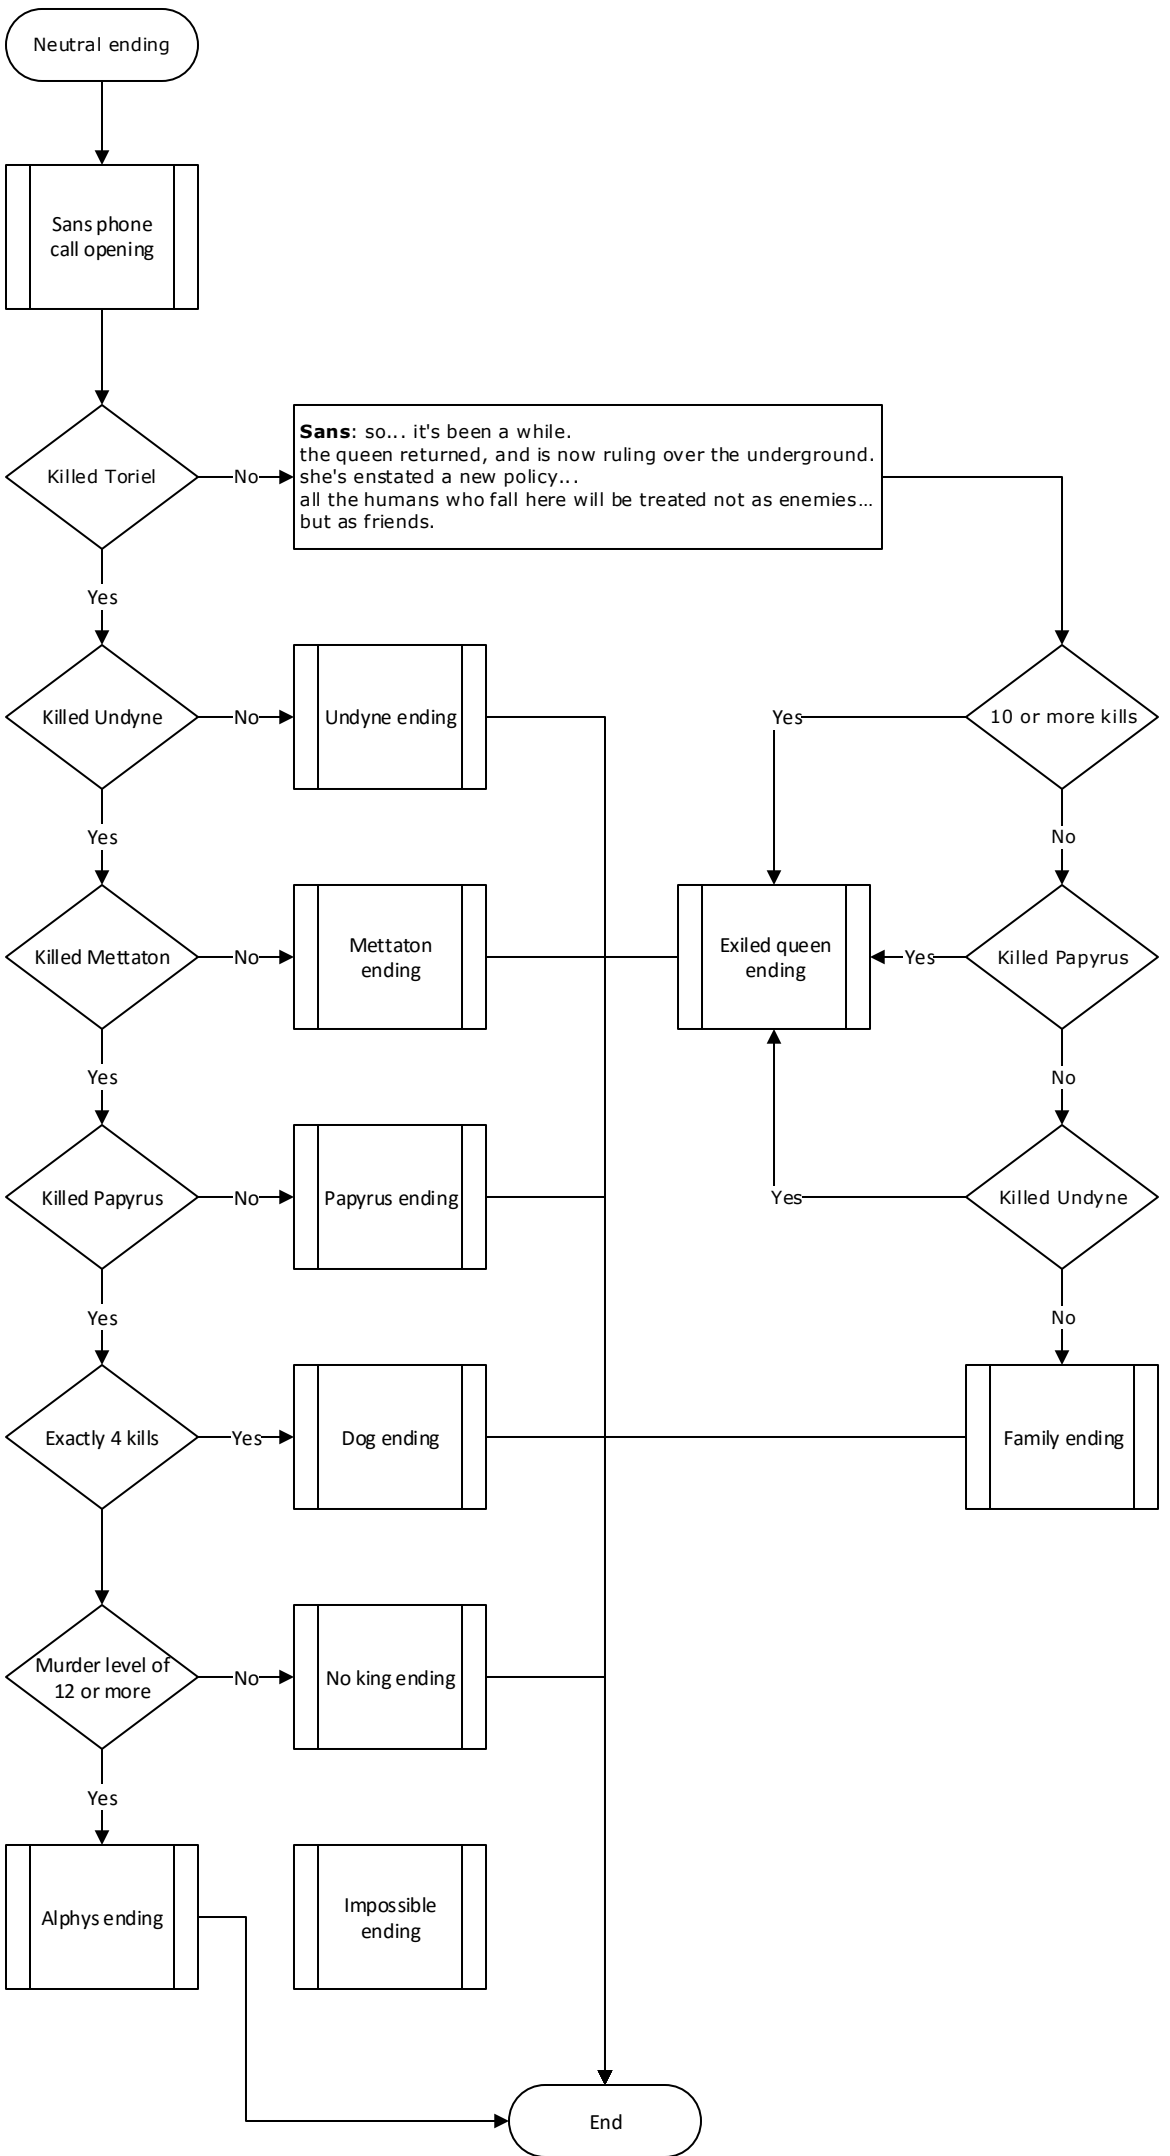 Neutral ending
Sans phone
call opening
Killed Toriel
No
Sans: so... it's been a while.
the queen returned, and is now ruling over the underground.
she's enstated a new policy...
all the humans who fall here will be treated not as enemies...
but as friends.
Yes
Killed Undyne
No
Undyne ending
Yes
10 or more kills
Yes
No
Killed Mettaton
No
Mettaton
ending
Exiled queen
ending
Yes
Killed Papyrus
Yes
No
Killed Papyrus
No
Papyrus ending
Yes
Killed Undyne
Yes
No
Exactly 4 kills
Yes
Dog ending
Family ending
Murder level of
12 or more
No
No king ending
Yes
Alphys ending
Impossible
ending
End